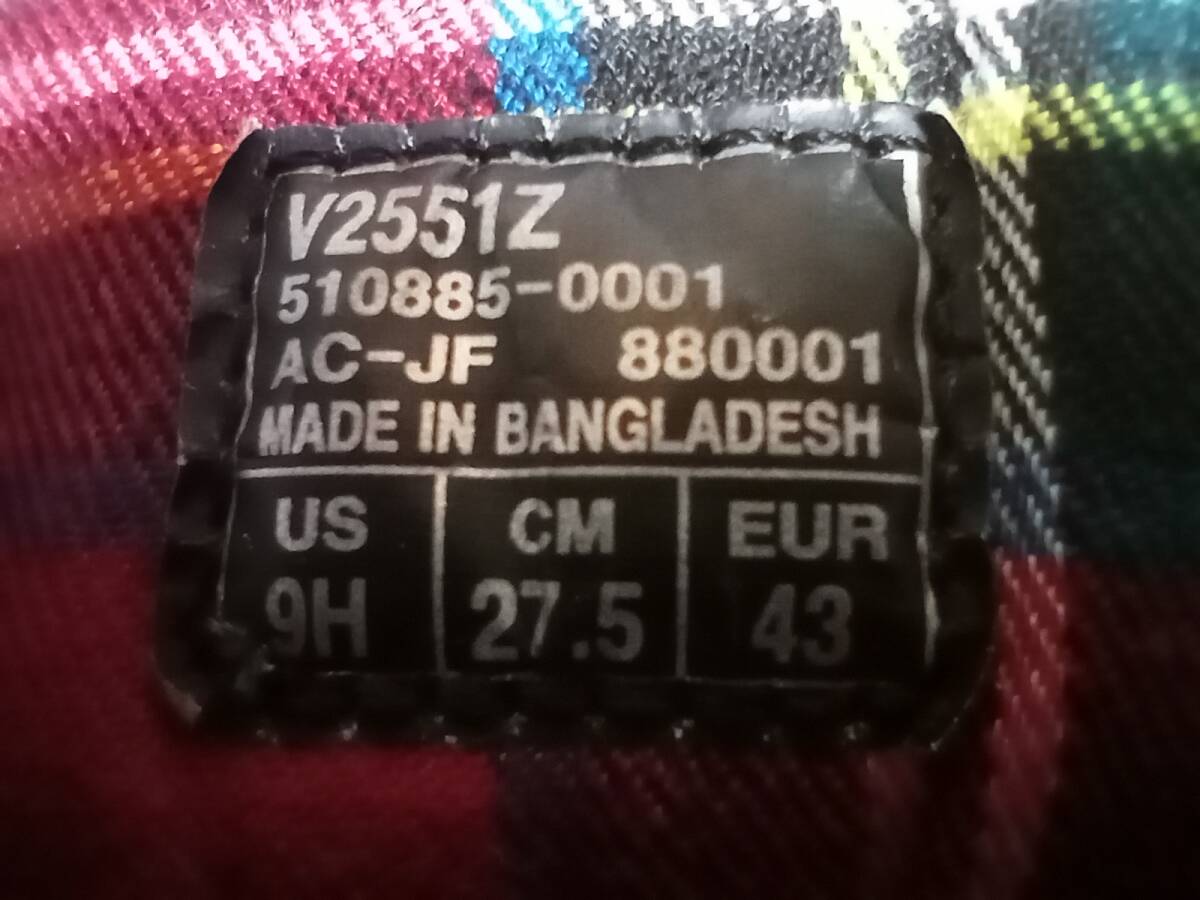 V2551Z
510885-0001
AC-JF 880001
MADE IN BANGLADESH
US CM EUR
9H 27.5 43